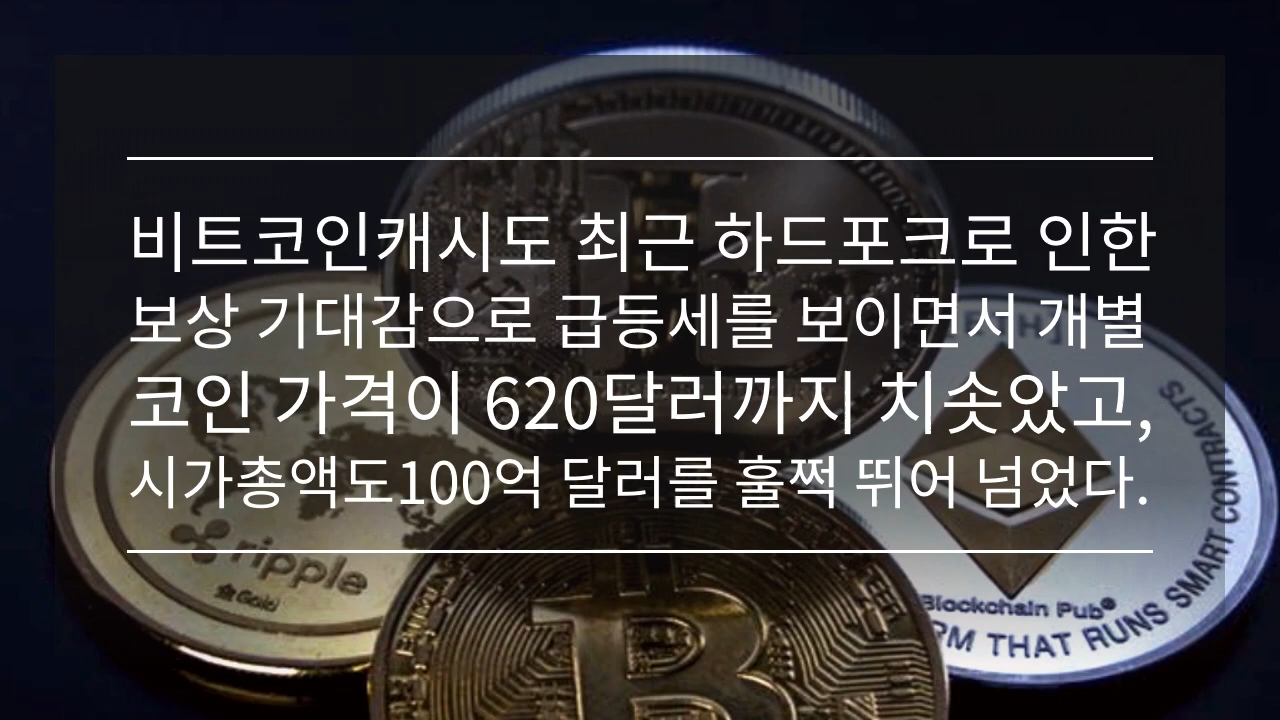 비트코인캐시도 최근 하드포크로 인한
보상 기대감으로 급등세를 보이면서 개별
코인 가격이 620달러까지 치솟았고,
시가총액도100억 달러를 훌쩍 뛰어 넘었다.
ripple
Gold
Blockchain Pub®
RM THAT RUNS SMART CONTRACTS